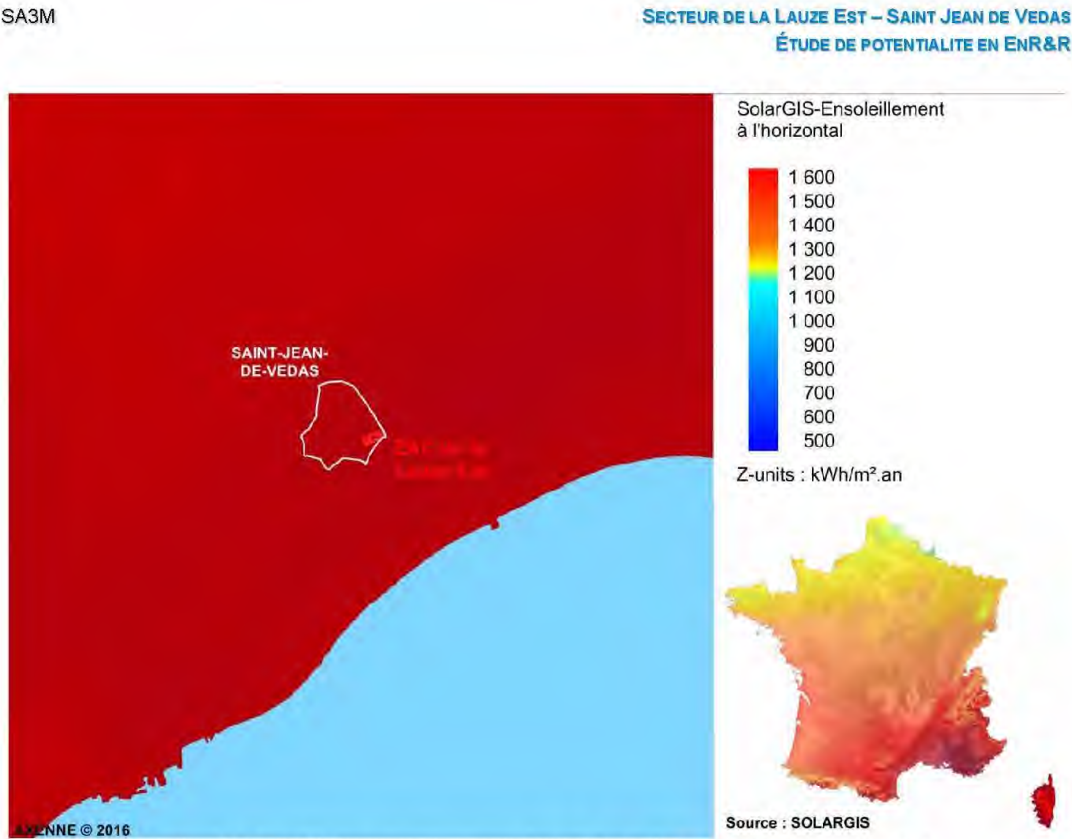 SA3M
SECTEUR DE LA LAUZE EST – SAINT JEAN DE VEDAS
ÉTUDE DE POTENTIALITE EN ENR&R
SolarGIS-Ensoleillement
à l'horizontal
1 600
1 500
1 400
1 300
1 200
1 100
1 000
900
800
700
600
500
Z-units : kWh/m².an
SAINT-JEAN-
DE-VEDAS
AXENNE © 2016
Source : SOLARGIS